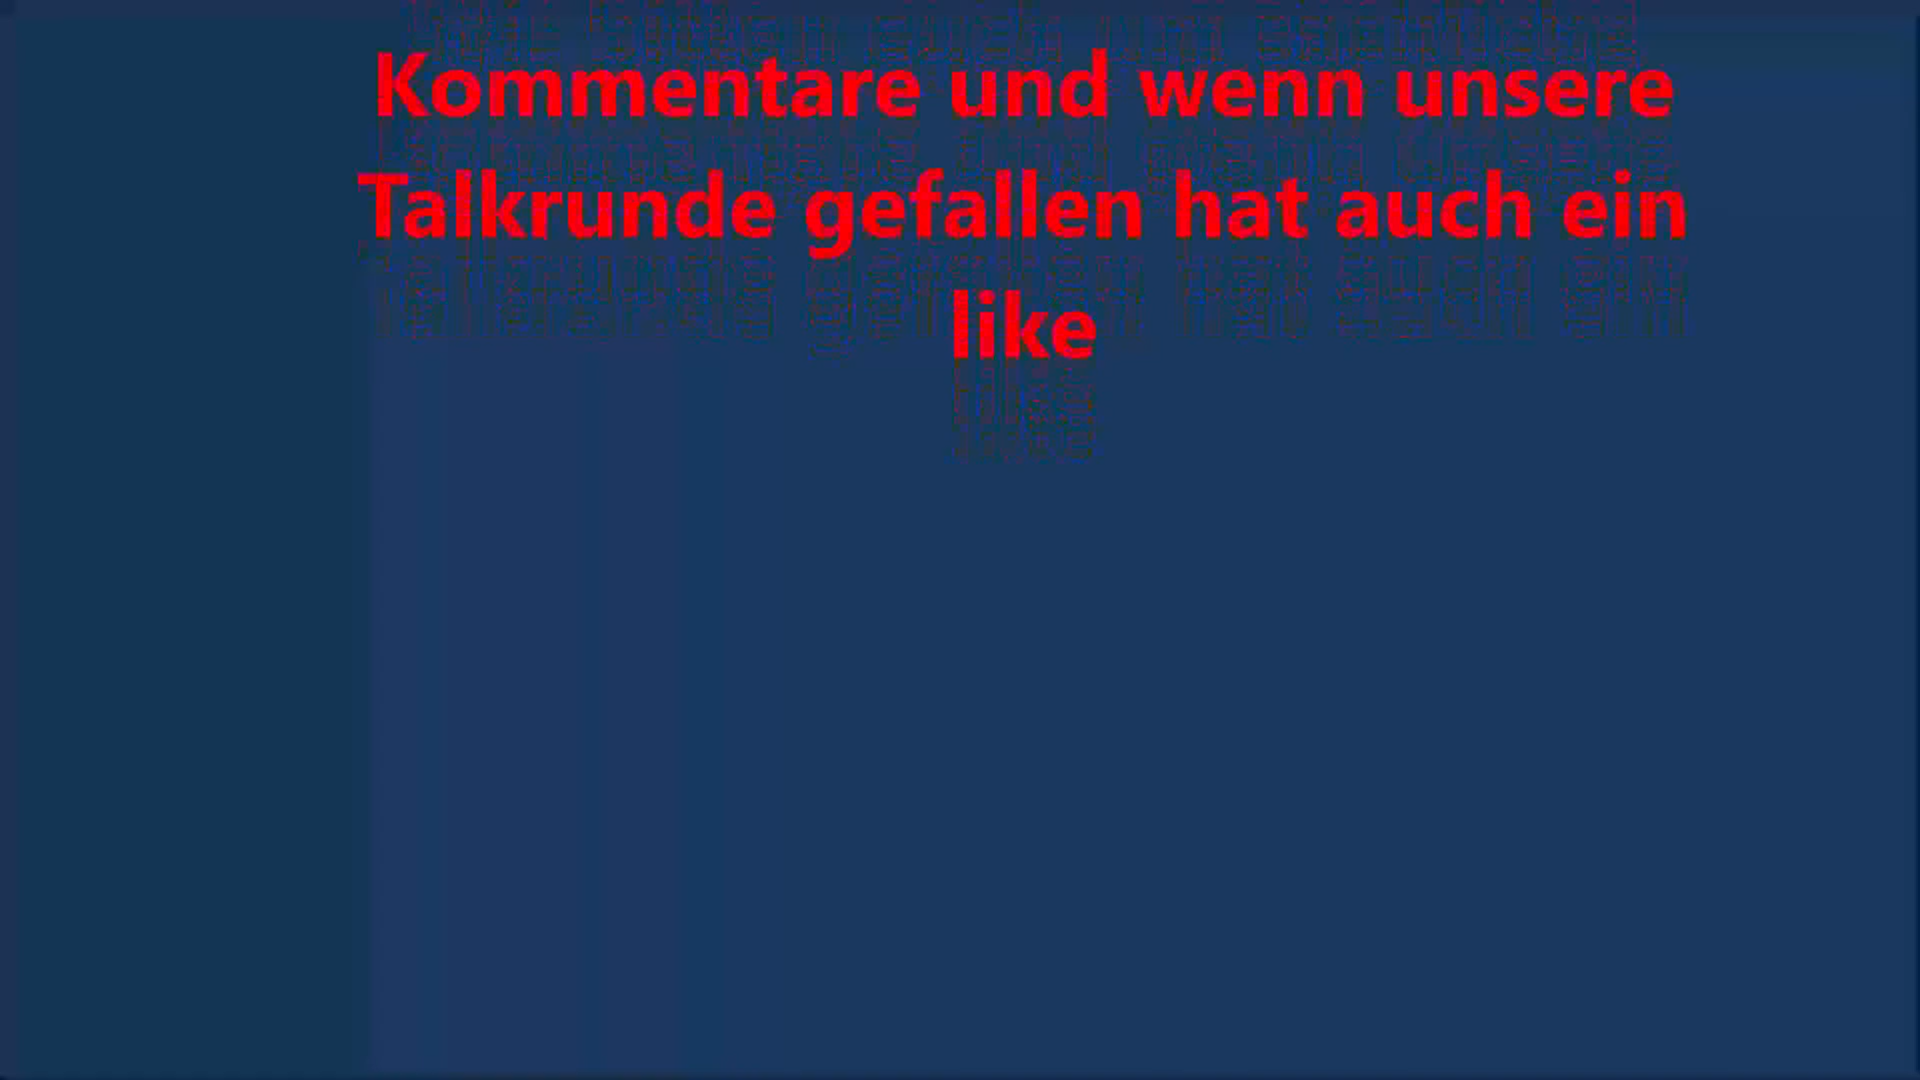 Kommentare und wenn unsere
Talkrunde gefallen hat auch ein
like